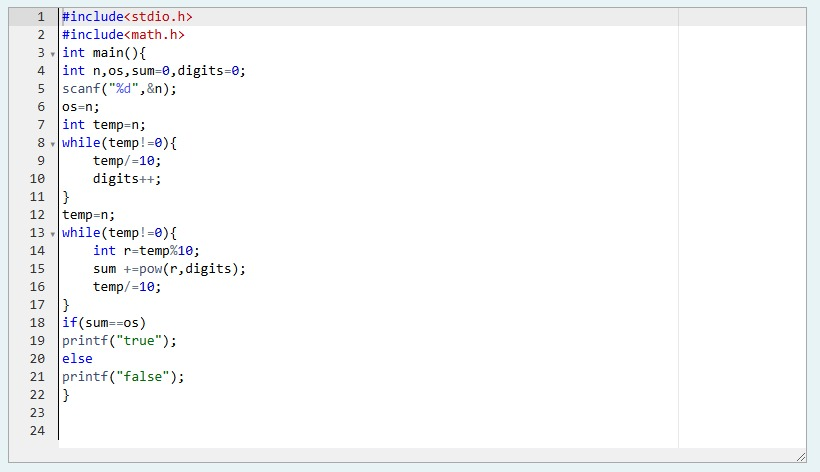 1 #include<stdio.h>
2 #include<math.h>
3 int main(){
4 int n,os,sum=0,digits=0;
5 scanf("%d",&n);
6 os=n;
7 int temp=n;
8 while(temp!=0){
9     temp/=10;
10     digits++;
11 }
12 temp=n;
13 while(temp!=0){
14     int r=temp%10;
15     sum +=pow(r,digits);
16     temp/=10;
17 }
18 if(sum==os)
19 printf("true");
20 else
21 printf("false");
22 }
23
24